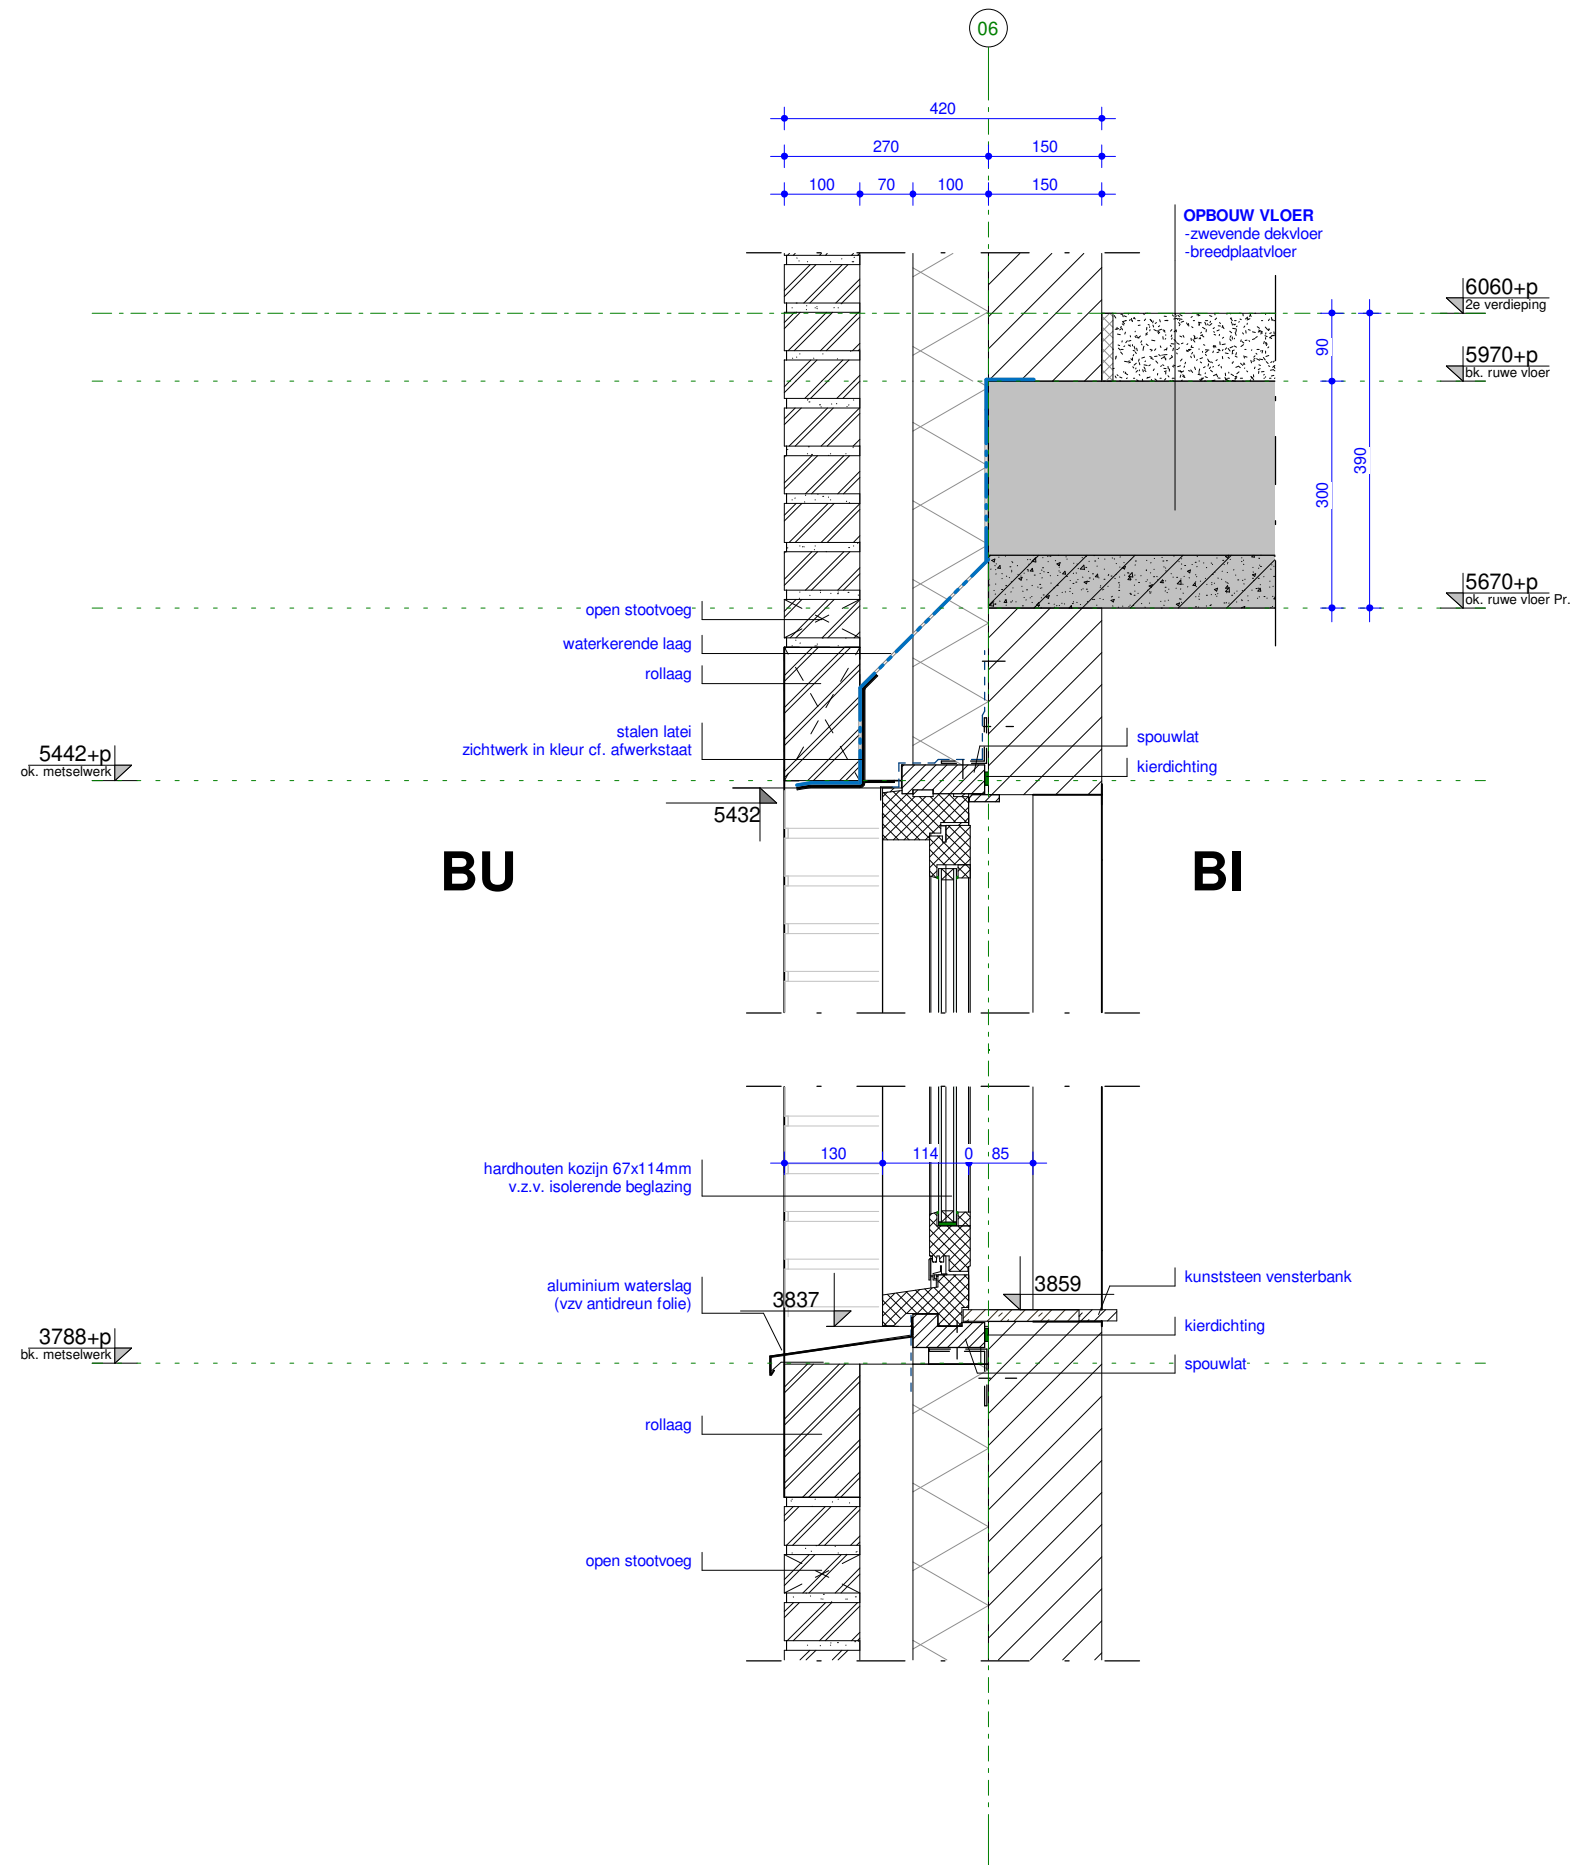 06
420
270 150
100 70 100 150
OPBOUW VLOER
-zwevende dekvloer
-breedplaatvloer
6060+p
2e verdieping
90
5970+p
bk. ruwe vloer
390
300
5670+p
ok. ruwe vloer Pr.
open stootvoeg
waterkerende laag
rollaag
stalen latei
zichtwerk in kleur cf. afwerkstaat
spouwlat
kierdichting
5442+p
ok. metselwerk
5432
BU
BI
130 114 0 85
hardhouten kozijn 67x114mm
v.z.v. isolerende beglazing
aluminium waterslag
(vzv antidreun folie)
3837
3859
kunststeen vensterbank
kierdichting
spouwlat
3788+p
bk. metselwerk
rollaag
open stootvoeg